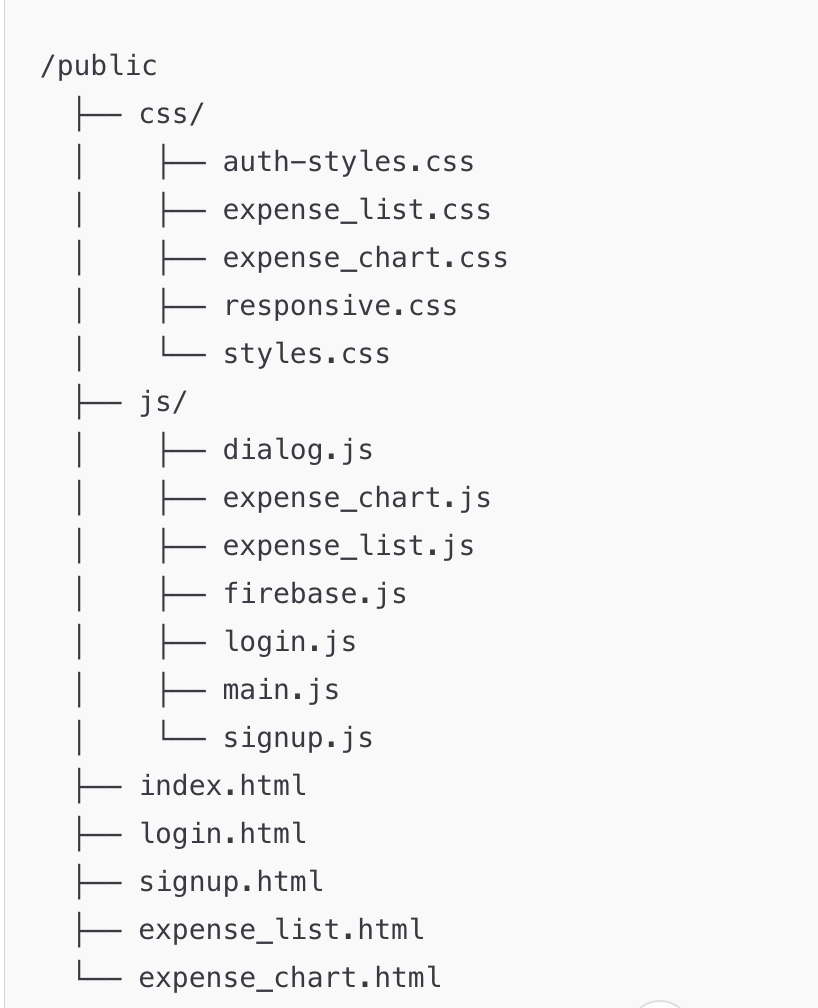 /public
  ├── css/
  │    ├── auth-styles.css
  │    ├── expense_list.css
  │    ├── expense_chart.css
  │    ├── responsive.css
  │    └── styles.css
  ├── js/
  │    ├── dialog.js
  │    ├── expense_chart.js
  │    ├── expense_list.js
  │    ├── firebase.js
  │    ├── login.js
  │    ├── main.js
  │    └── signup.js
  ├── index.html
  ├── login.html
  ├── signup.html
  ├── expense_list.html
  └── expense_chart.html